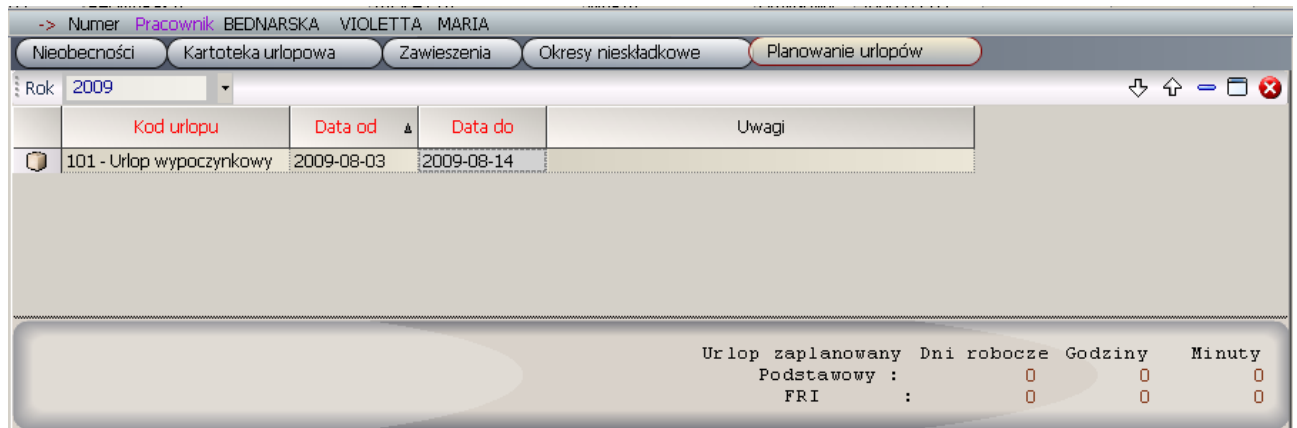 -> Numer Pracownik BEDNARSKA VIOLETTA MARIA
Nieobecności Kartoteka urlopowa Zawieszenia Okresy nieskładkowe Planowanie urlopów
Rok 2009
Kod urlopu Data od Data do Uwagi
101 - Urlop wypoczynkowy 2009-08-03 2009-08-14
Urlop zaplanowany Dni robocze Godziny Minuty
Podstawowy : 0 0 0
FRI : 0 0 0